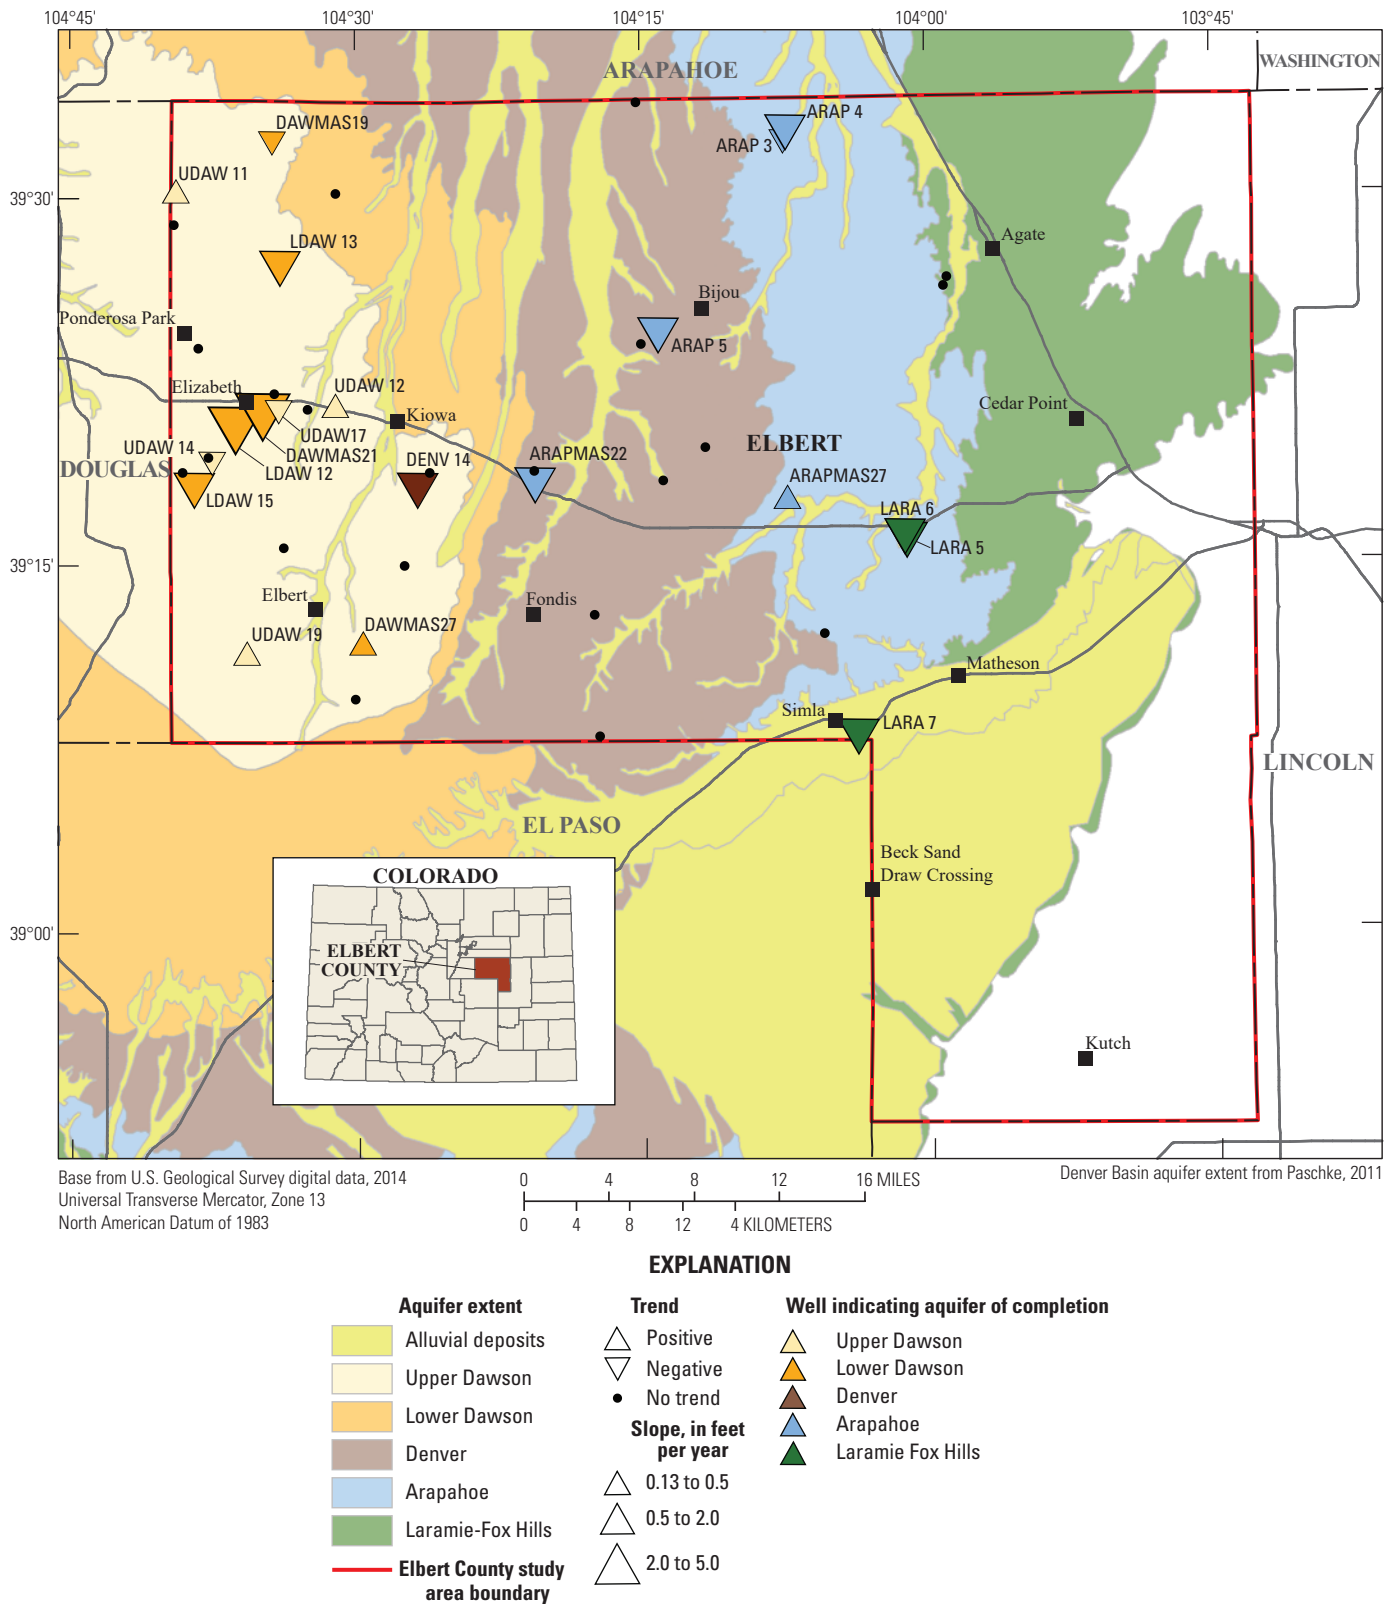 104°45'
104°30'
104°15'
104°00'
103°45'
WASHINGTON
ARAPAHOE
ARAP 4
DAWMAS19
ARAP 3
UDAW 11
39°30'
Agate
LDAW 13
Bijou
Ponderosa Park
ARAP 5
Elizabeth
UDAW 12
Cedar Point
Kiowa
UDAW17
ELBERT
UDAW 14
DAWMAS21
ARAPMAS22
DENV 14
DOUGLAS
LDAW 12
ARAPMAS27
LDAW 15
LARA 6
LARA 5
39°15'
Elbert
Fondis
DAWMAS27
UDAW 19
Matheson
Simla
LARA 7
LINCOLN
EL PASO
Beck Sand
Draw Crossing
COLORADO
39°00'
ELBERT
COUNTY
Kutch
Base from U.S. Geological Survey digital data, 2014
Universal Transverse Mercator, Zone 13
North American Datum of 1983
0 4 8 12 16 MILES
0 4 8 12 4 KILOMETERS
Denver Basin aquifer extent from Paschke, 2011
EXPLANATION
Aquifer extent
Alluvial deposits
Upper Dawson
Lower Dawson
Denver
Arapahoe
Laramie-Fox Hills
Elbert County study
area boundary
Trend
Positive
Negative
No trend
Slope, in feet
per year
0.13 to 0.5
0.5 to 2.0
2.0 to 5.0
Well indicating aquifer of completion
Upper Dawson
Lower Dawson
Denver
Arapahoe
Laramie Fox Hills